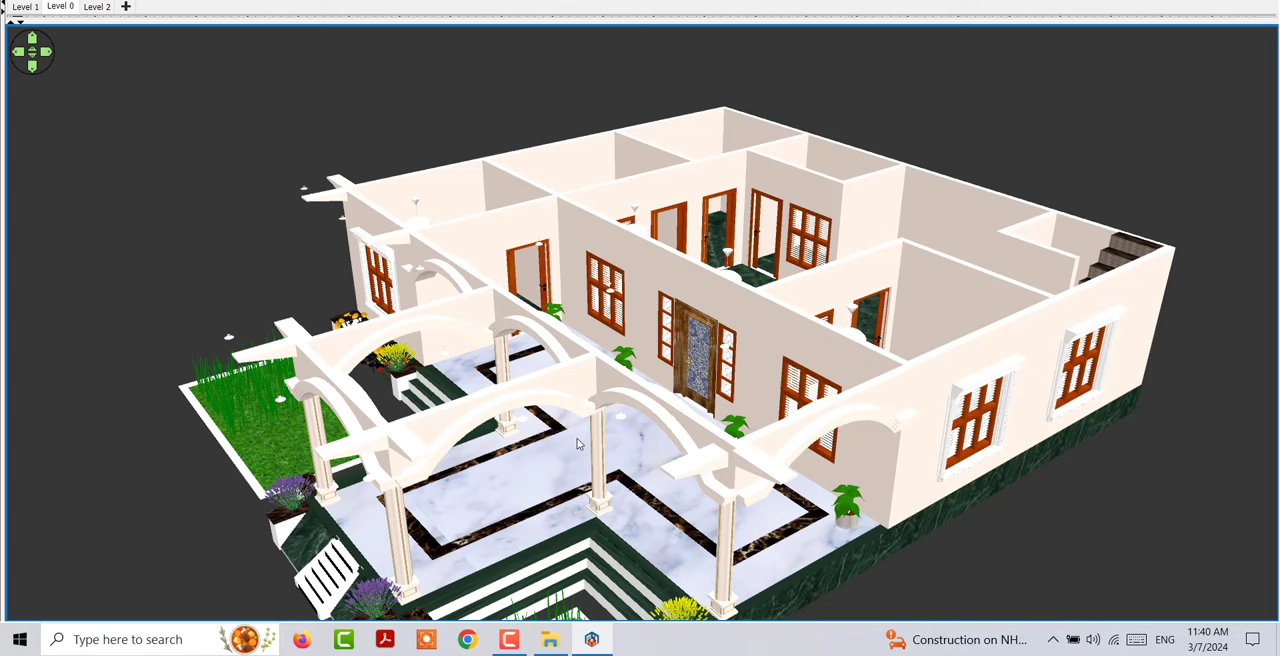 Level 1 Level 0 Level 2
Type here to search
Construction on NH...
ENG
11:40 AM
3/7/2024